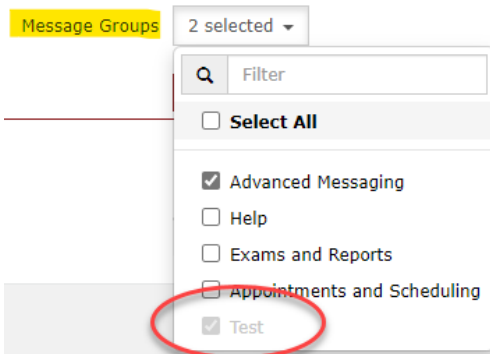 Message Groups 2 selected
Filter
Select All
Advanced Messaging
Help
Exams and Reports
Appointments and Scheduling
Test